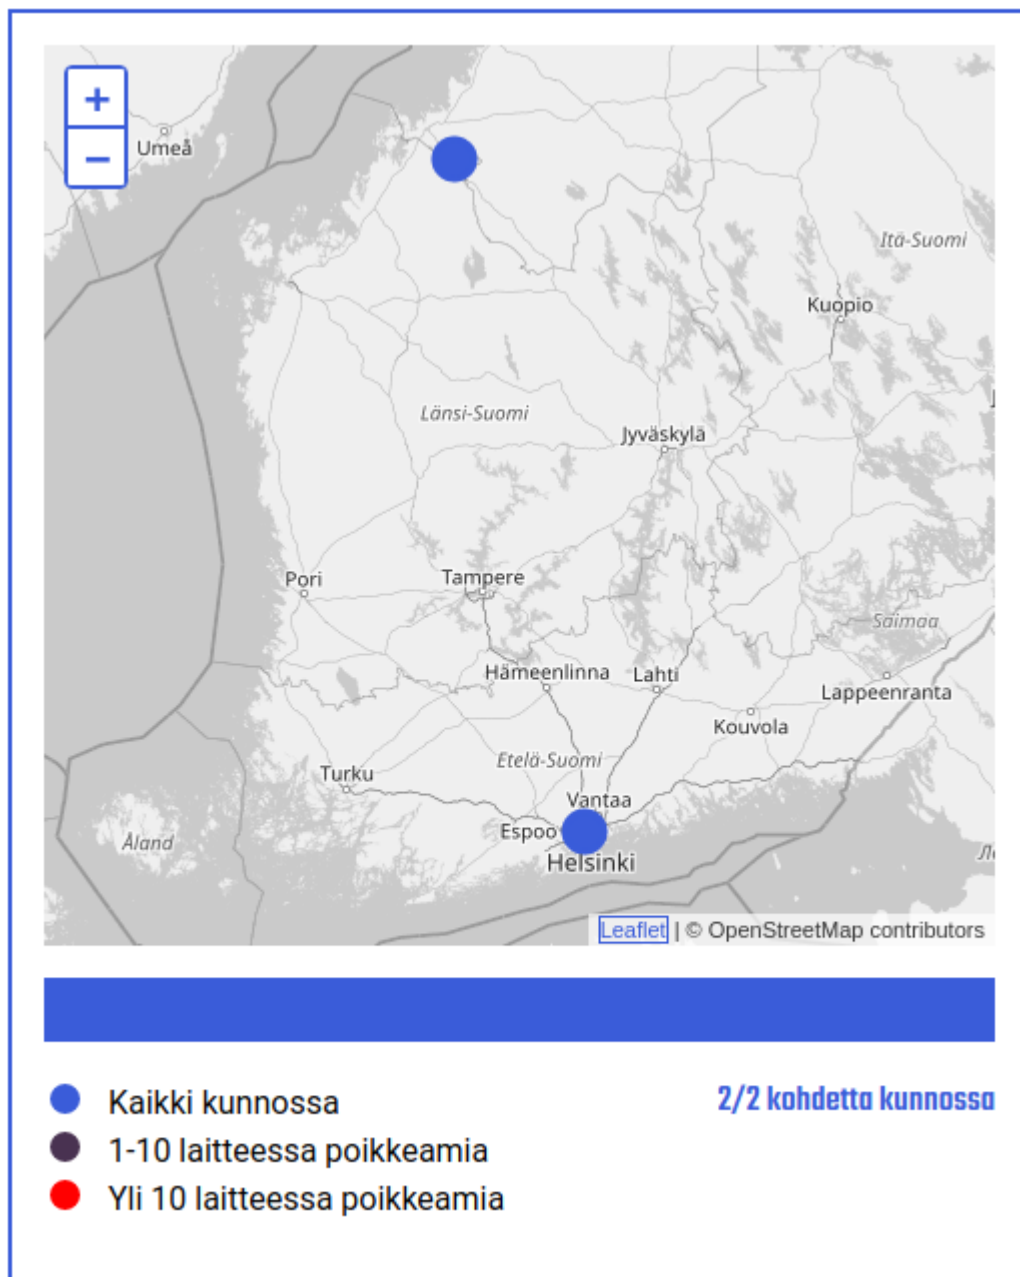 +
−
Umeå
Itä-Suomi
Kuopio
Länsi-Suomi
Jyväskylä
Pori
Tampere
Saimaa
Hämeenlinna
Lahti
Lappeenranta
Kouvola
Etelä-Suomi
Turku
Vantaa
Espoo
Åland
Helsinki
Leaflet | © OpenStreetMap contributors
Kaikki kunnossa
2/2 kohdetta kunnossa
1-10 laitteessa poikkeamia
Yli 10 laitteessa poikkeamia